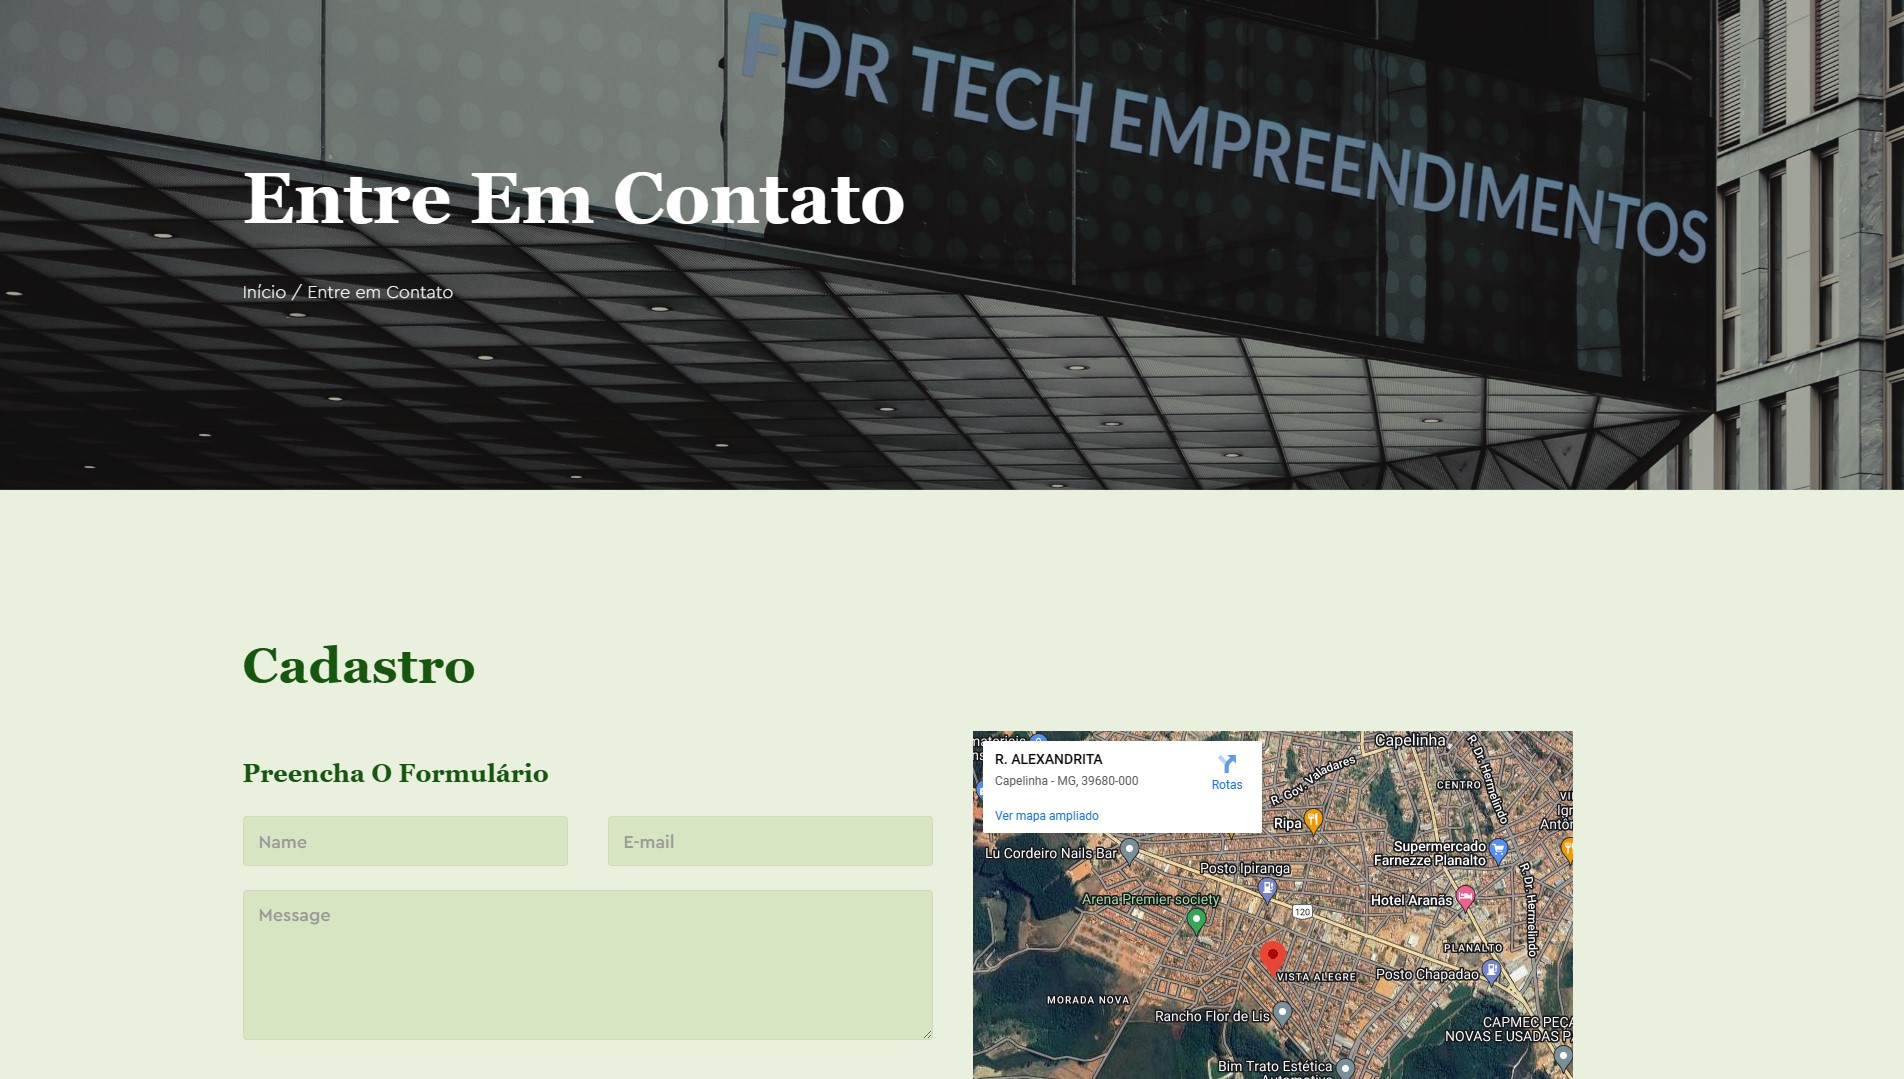 FDR TECH EMPREENDIMENTOS
Entre Em Contato
Início / Entre em Contato
Cadastro
Preencha O Formulário
Name
E-mail
Message
R. ALEXANDRITA
Capelinha - MG, 39680-000
Ver mapa ampliado
Rotas
Capelinha
R. Dr. Hermelindo
R. Gov. Valadares
CENTRO
Ripa
Lu Cordeiro Nails Bar
Supermercado
Farnezze Planalto
Posto Ipiranga
R. Dr. Hermelindo
Arena Premier society
Hotel Aranãs
120
PLANALTO
VISTA ALEGRE
Posto Chapadao
MORADA NOVA
Rancho Flor de Lis
CAPMEC PEÇA
NOVAS E USADAS P
Bim Trato Estética
Automotiva